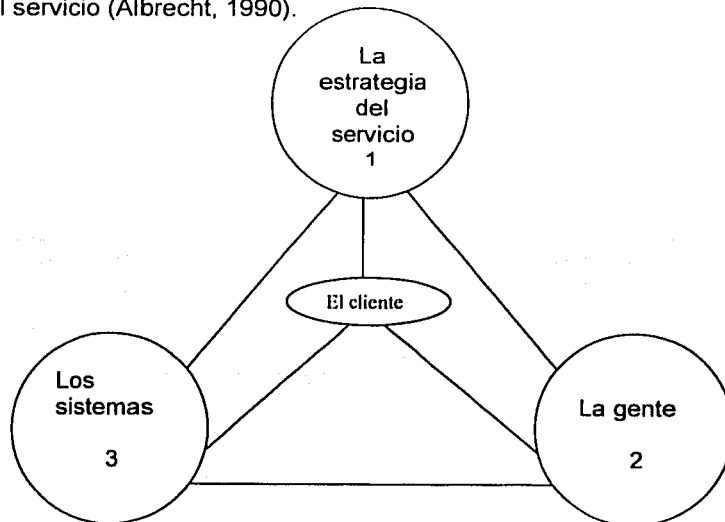 l servicio (Albrecht, 1990).
La
estrategia
del
servicio
1
El cliente
Los
sistemas
3
La gente
2